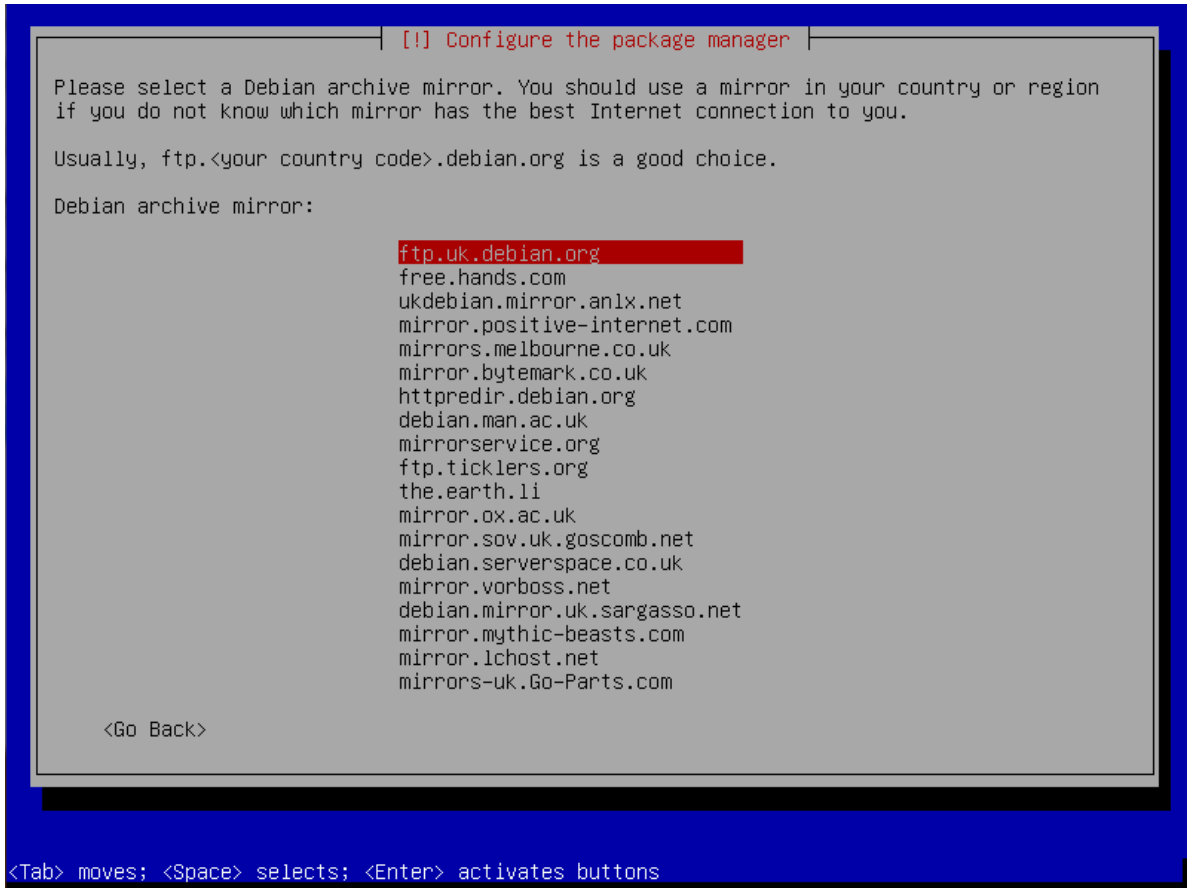 [!] Configure the package manager
Please select a Debian archive mirror. You should use a mirror in your country or region
if you do not know which mirror has the best Internet connection to you.
Usually, ftp.<your country code>.debian.org is a good choice.
Debian archive mirror:
ftp.uk.debian.org
free.hands.com
ukdebian.mirror.anlx.net
mirror.positive-internet.com
mirrors.melbourne.co.uk
mirror.bytemark.co.uk
httpredir.debian.org
debian.man.ac.uk
mirrorservice.org
ftp.ticklers.org
the.earth.li
mirror.ox.ac.uk
mirror.sov.uk.goscomb.net
debian.serverspace.co.uk
mirror.vorboss.net
debian.mirror.uk.sargasso.net
mirror.mythic-beasts.com
mirror.lchost.net
mirrors-uk.Go-Parts.com
<Go Back>
<Tab> moves; <Space> selects; <Enter> activates buttons